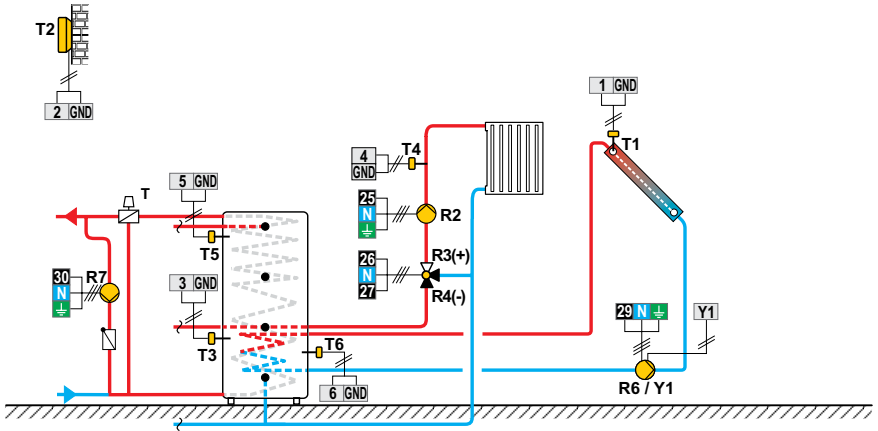 T2
2 GND
1 GND
T1
4
GND
T4
5 GND
T
25
N
R2
T5
R3(+)
26
N
27
R4(-)
3 GND
30
N
R7
29 N
Y1
T3
T6
6 GND
R6 / Y1